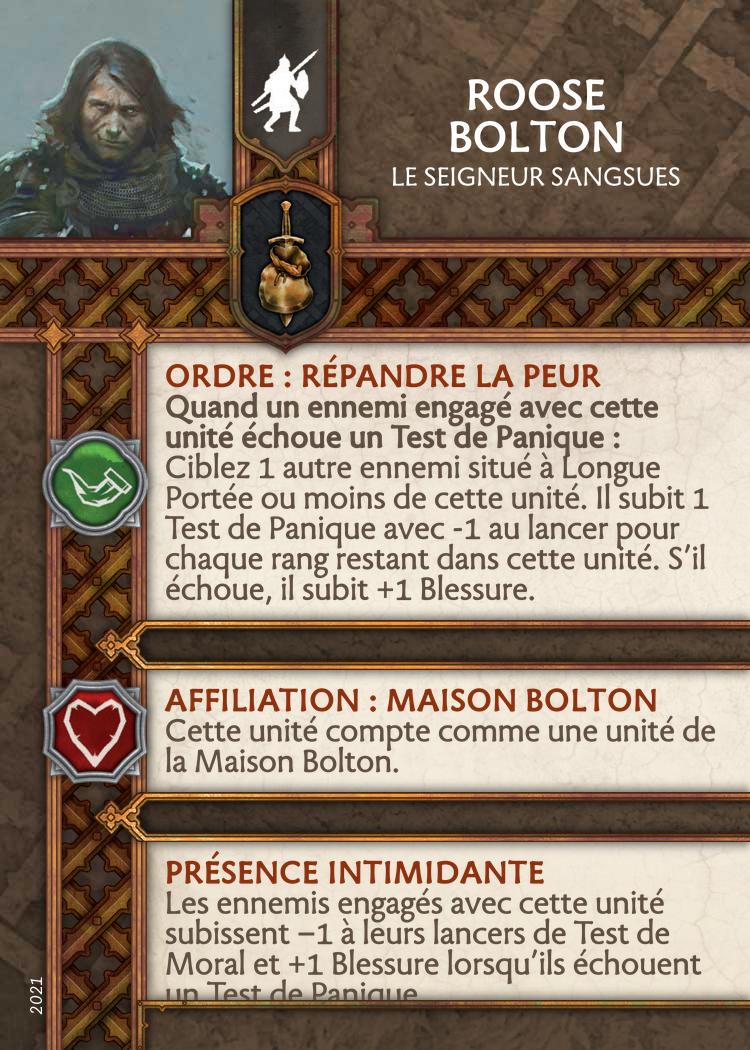 ROOSE
BOLTON
LE SEIGNEUR SANGSUES
ORDRE : RÉPANDRE LA PEUR
Quand un ennemi engagé avec cette
unité échoue un Test de Panique :
Ciblez 1 autre ennemi situé à Longue
Portée ou moins de cette unité. Il subit 1
Test de Panique avec -1 au lancer pour
chaque rang restant dans cette unité. S’il
échoue, il subit +1 Blessure.
AFFILIATION : MAISON BOLTON
Cette unité compte comme une unité de
la Maison Bolton.
PRÉSENCE INTIMIDANTE
Les ennemis engagés avec cette unité
subissent –1 à leurs lancers de Test de
Moral et +1 Blessure lorsqu’ils échouent
un Test de Panique
2021